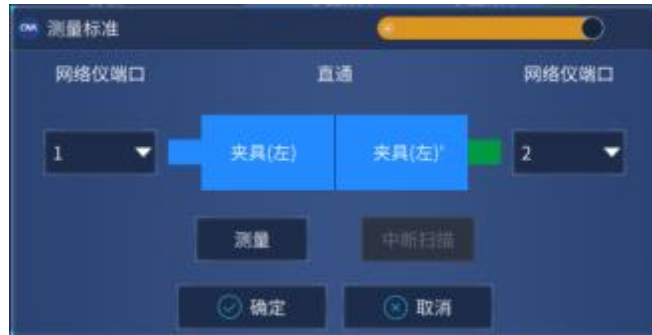 CNA 测量标准
网络仪端口 直通 网络仪端口
1 夹具(左) 夹具(左)' 2
测量 中断扫描
确定 取消